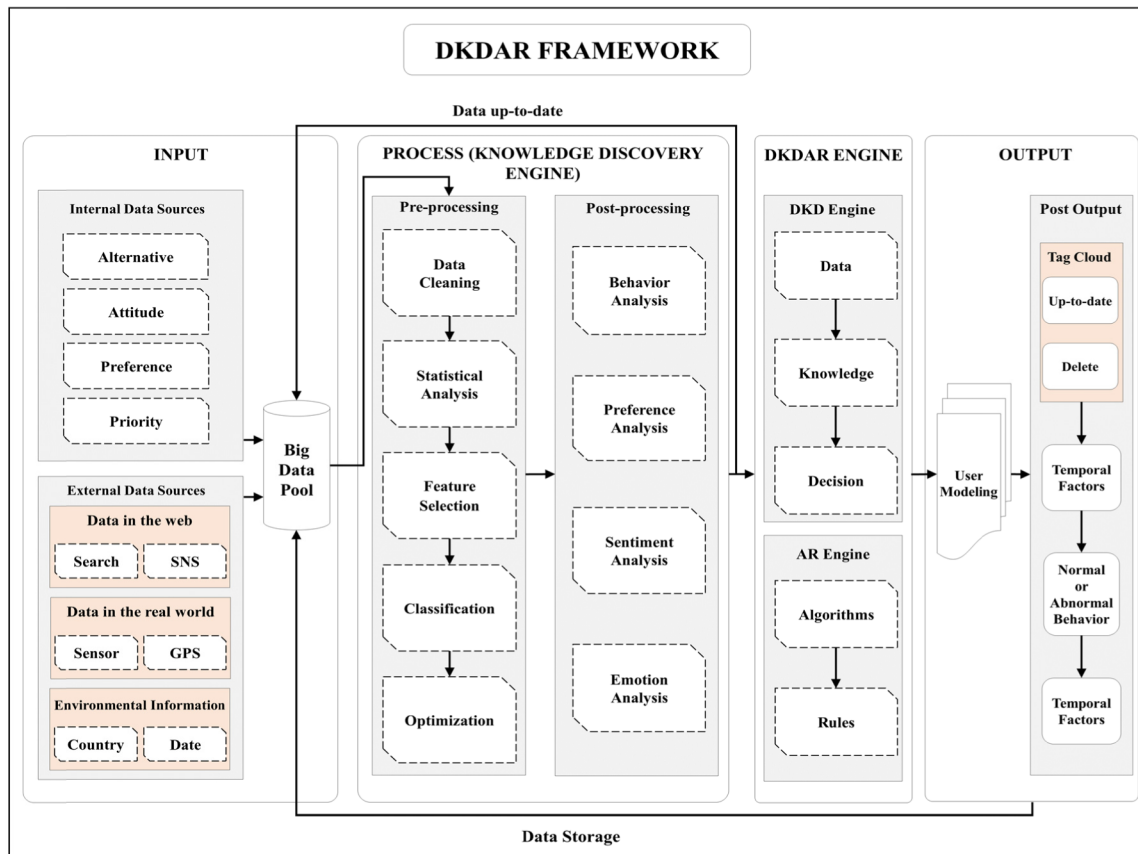 DKDAR FRAMEWORK
Data up-to-date
INPUT
Internal Data Sources
Alternative
Attitude
Preference
Priority
External Data Sources
Data in the web
Search
SNS
Data in the real world
Sensor
GPS
Environmental Information
Country
Date
Big
Data
Pool
PROCESS (KNOWLEDGE DISCOVERY
ENGINE)
Pre-processing
Data
Cleaning
Statistical
Analysis
Feature
Selection
Classification
Optimization
Post-processing
Behavior
Analysis
Preference
Analysis
Sentiment
Analysis
Emotion
Analysis
DKDAR ENGINE
DKD Engine
Data
Knowledge
Decision
AR Engine
Algorithms
Rules
OUTPUT
User
Modeling
Post Output
Tag Cloud
Up-to-date
Delete
Temporal
Factors
Normal
or
Abnormal
Behavior
Temporal
Factors
Data Storage